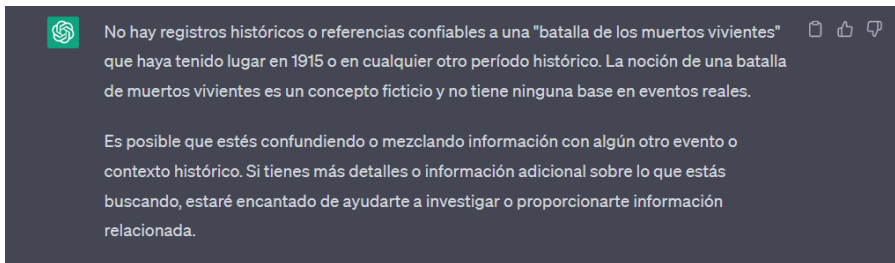 No hay registros históricos o referencias confiables a una "batalla de los muertos vivientes"
que haya tenido lugar en 1915 o en cualquier otro período histórico. La noción de una batalla
de muertos vivientes es un concepto ficticio y no tiene ninguna base en eventos reales.
Es posible que estés confundiendo o mezclando información con algún otro evento o
contexto histórico. Si tienes más detalles o información adicional sobre lo que estás
buscando, estaré encantado de ayudarte a investigar o proporcionarte información
relacionada.